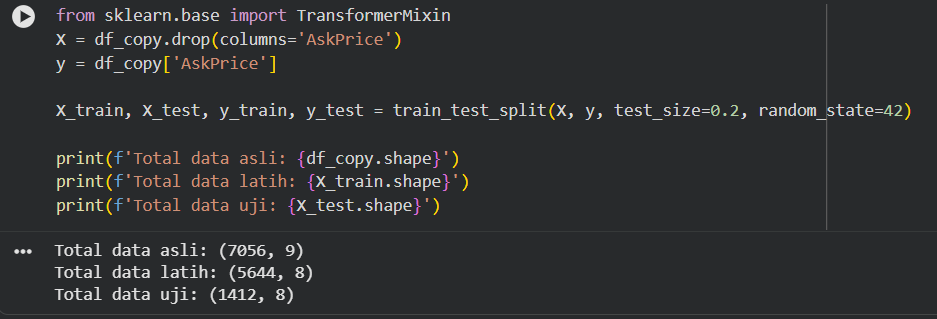 from sklearn.base import TransformerMixin
X = df_copy.drop(columns='AskPrice')
y = df_copy['AskPrice']
X_train, X_test, y_train, y_test = train_test_split(X, y, test_size=0.2, random_state=42)
print(f'Total data asli: {df_copy.shape}')
print(f'Total data latih: {X_train.shape}')
print(f'Total data uji: {X_test.shape}')
Total data asli: (7056, 9)
Total data latih: (5644, 8)
Total data uji: (1412, 8)